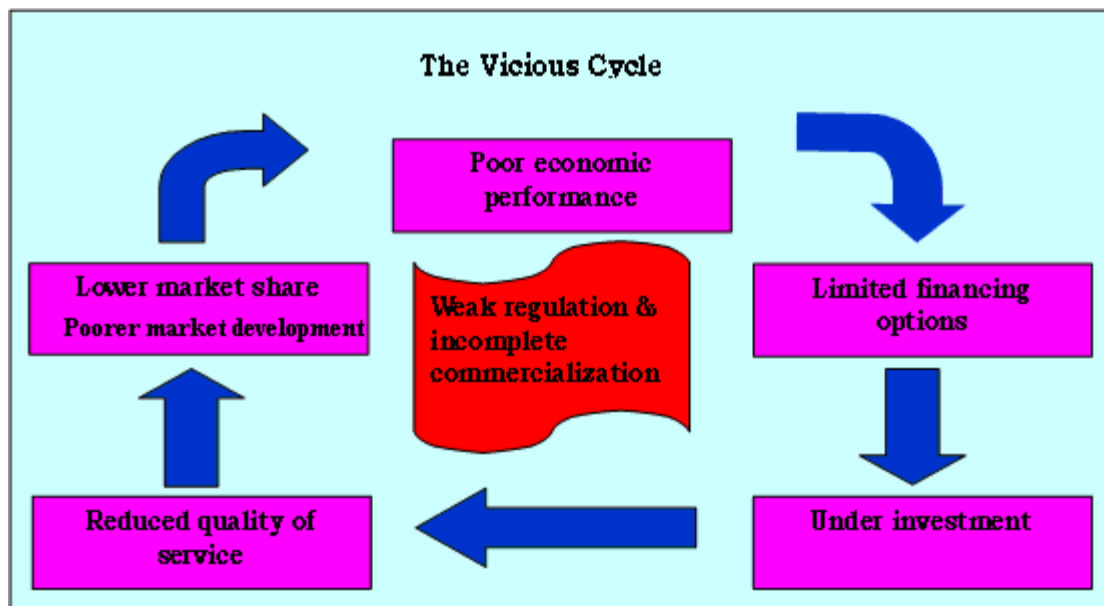 The Vicious Cycle
Poor economic
performance
Limited financing
options
Under investment
Reduced quality of
service
Lower market share
Poorer market development
Weak regulation &
incomplete
commercialization